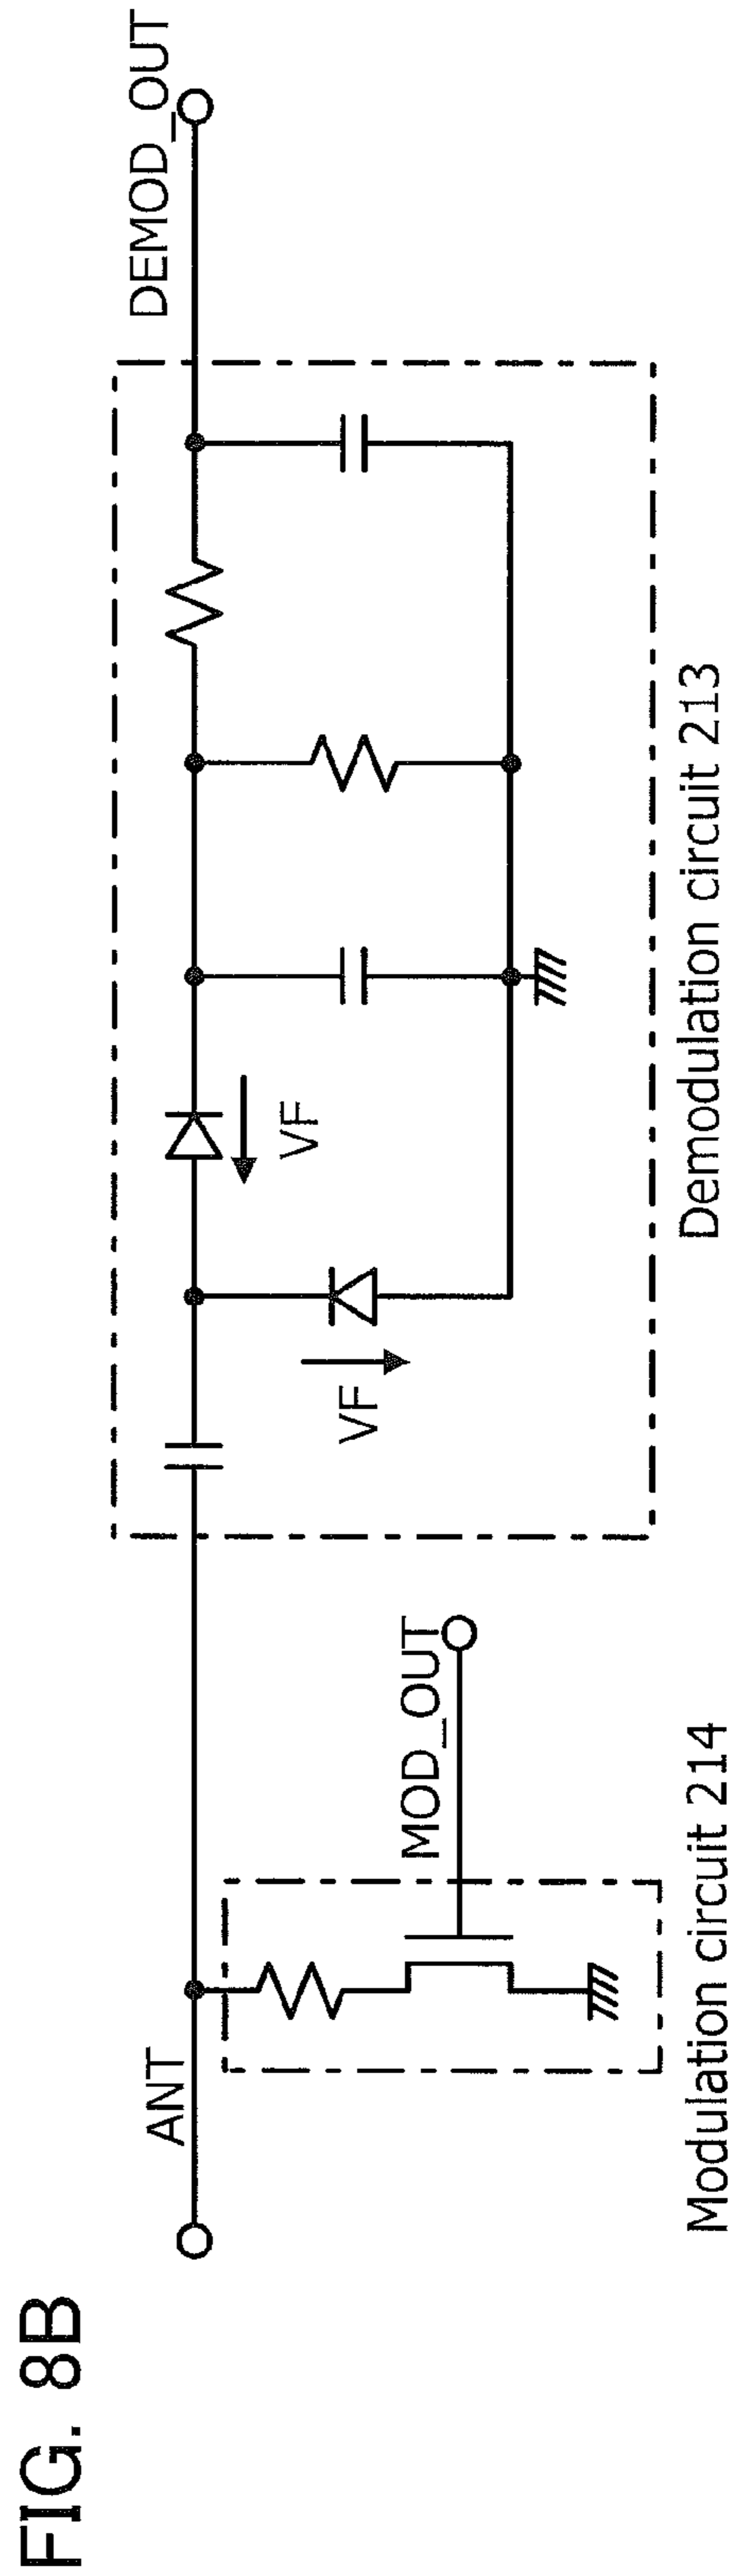 FIG. 8B
ANT
MOD_OUT
Modulation circuit 214
VF
VF
DEMOD_OUT
Demodulation circuit 213